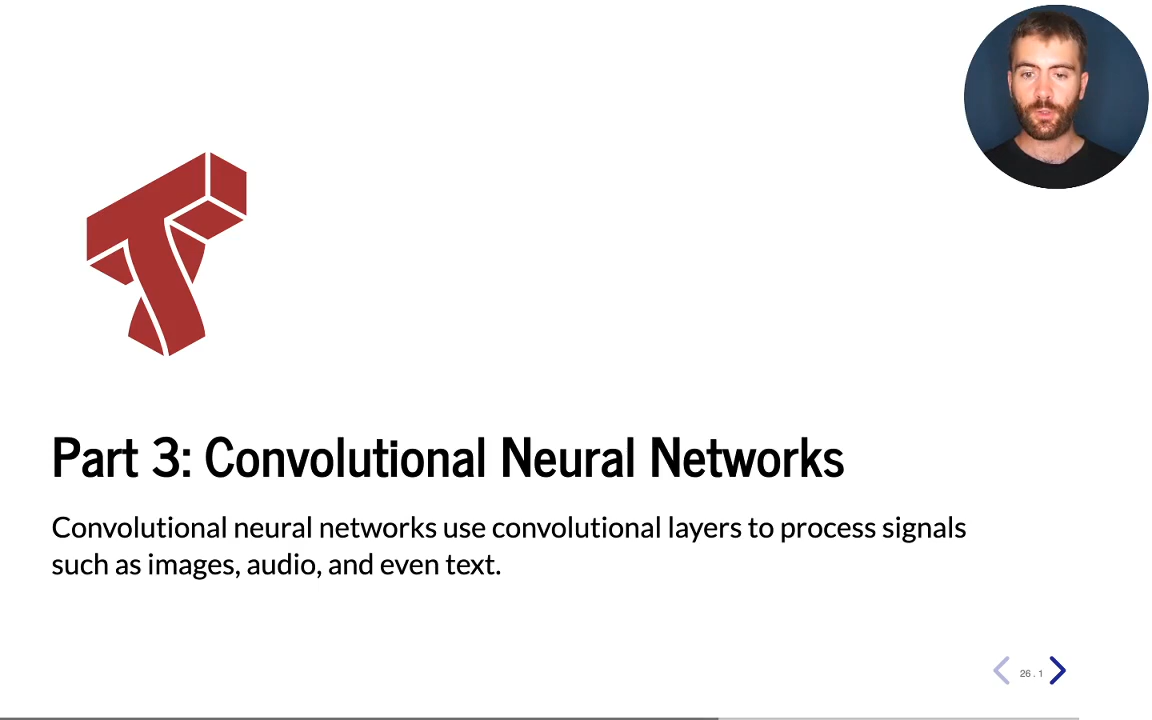 Part 3: Convolutional Neural Networks
Convolutional neural networks use convolutional layers to process signals
such as images, audio, and even text.
26 . 1